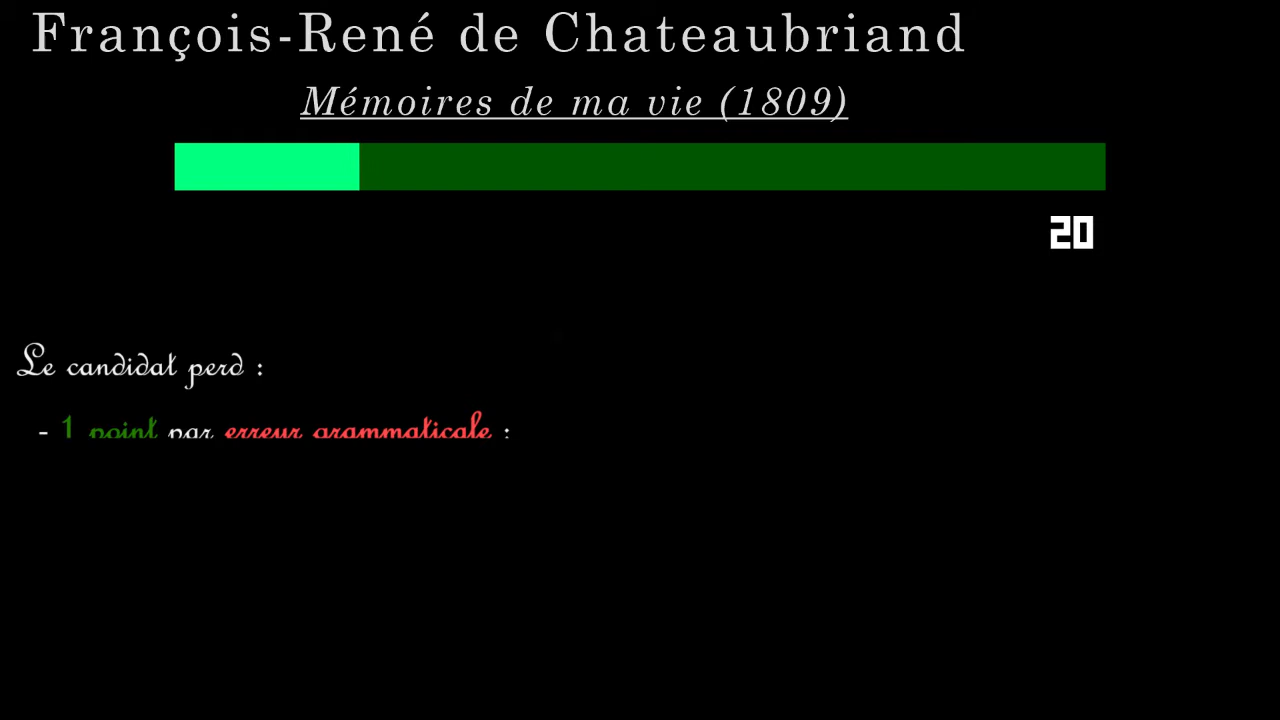 François-René de Chateaubriand
Mémoires de ma vie (1809)
20
Le candidat perd :
- 1 point par erreur grammaticale :